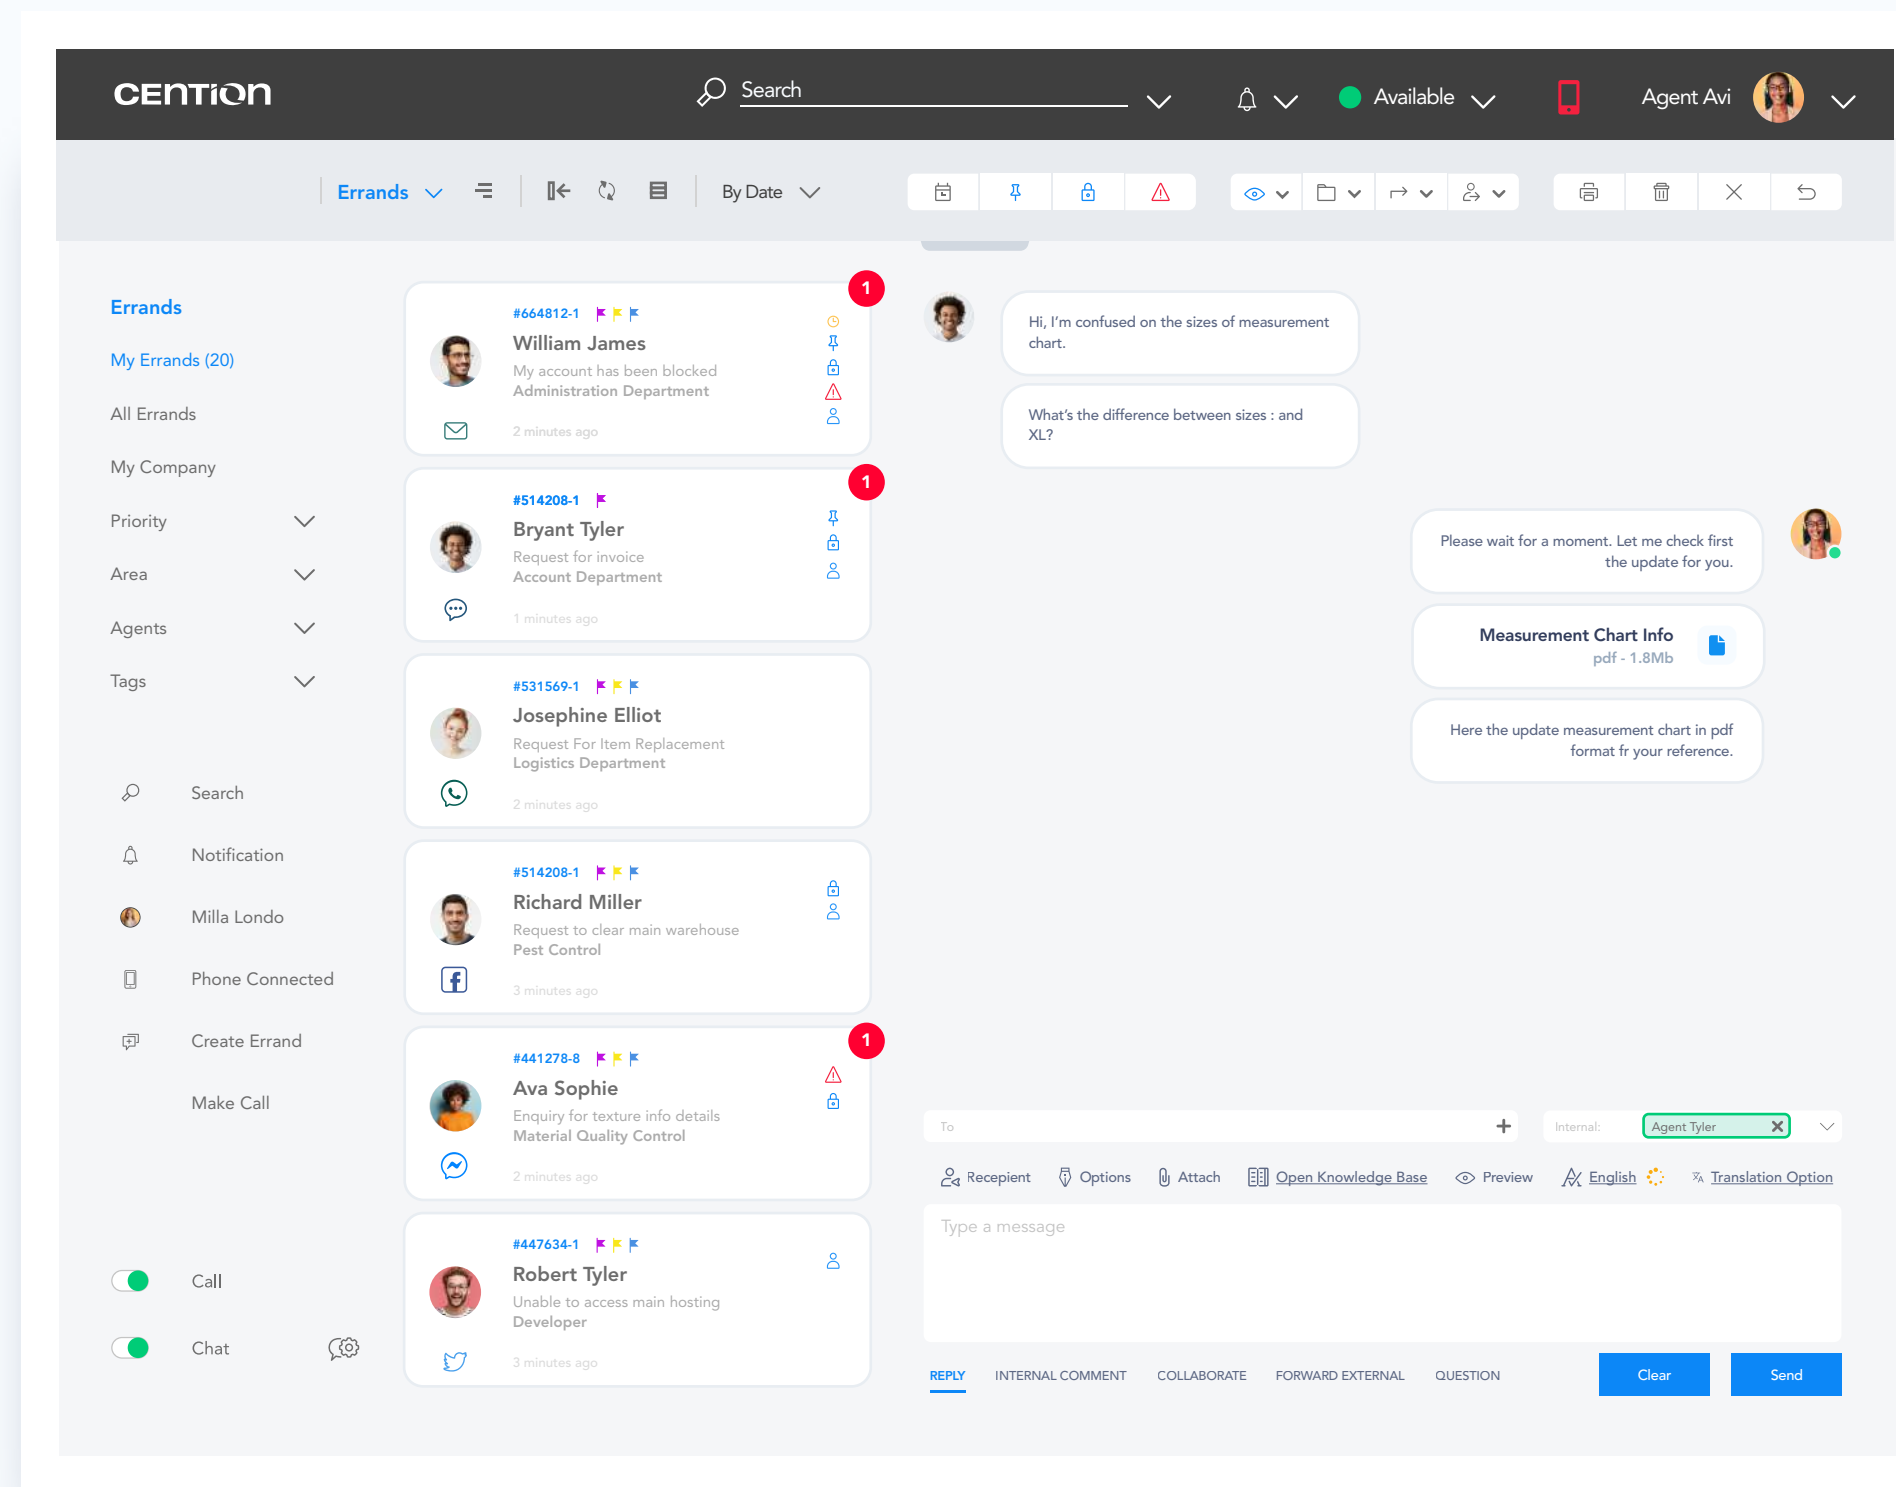 CENTION
Search
Available
Agent Avi
Errands
By Date
Errands
My Errands (20)
All Errands
My Company
Priority
Area
Agents
Tags
Search
Notification
Milla Londo
Phone Connected
Create Errand
Make Call
Call
Chat
1
#664812-1
William James
My account has been blocked
Administration Department
2 minutes ago
1
#514208-1
Bryant Tyler
Request for invoice
Account Department
1 minutes ago
#531569-1
Josephine Elliot
Request For Item Replacement
Logistics Department
2 minutes ago
#514208-1
Richard Miller
Request to clear main warehouse
Pest Control
3 minutes ago
1
#441278-8
Ava Sophie
Enquiry for texture info details
Material Quality Control
2 minutes ago
#447634-1
Robert Tyler
Unable to access main hosting
Developer
3 minutes ago
Hi, I'm confused on the sizes of measurement
chart.
What's the difference between sizes : and
XL?
Please wait for a moment. Let me check first
the update for you.
Measurement Chart Info
pdf - 1.8Mb
Here the update measurement chart in pdf
format fr your reference.
To
Internal:
Agent Tyler
Recepient
Options
Attach
Open Knowledge Base
Preview
English
Translation Option
Type a message
REPLY
INTERNAL COMMENT
COLLABORATE
FORWARD EXTERNAL
QUESTION
Clear
Send